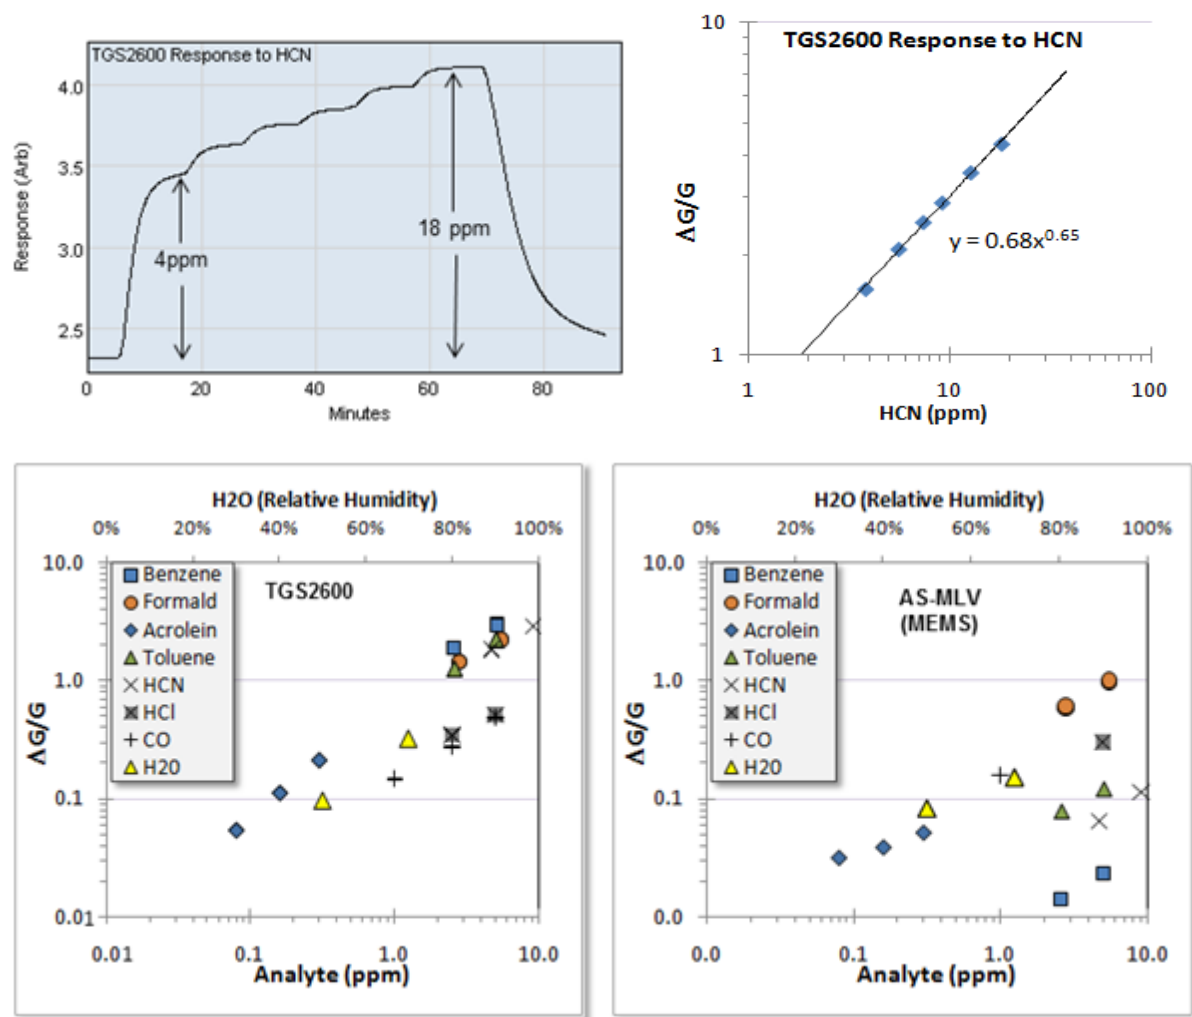 TGS2600 Response to HCN
4.0
3.5
3.0
2.5
Response (Arb)
4ppm
18 ppm
0
20
40
60
80
Minutes
TGS2600 Response to HCN
10
1
ΔG/G
y = 0.68x^0.65
1
10
100
HCN (ppm)
H2O (Relative Humidity)
0% 20% 40% 60% 80% 100%
10.0
1.0
0.1
0.01
ΔG/G
Benzene
Formald
Acrolein
Toluene
HCN
HCl
CO
H20
TGS2600
0.01 0.1 1.0 10.0
Analyte (ppm)
H2O (Relative Humidity)
0% 20% 40% 60% 80% 100%
10.0
1.0
0.1
0.0
ΔG/G
Benzene
Formald
Acrolein
Toluene
HCN
HCl
CO
H20
AS-MLV
(MEMS)
0.0 0.1 1.0 10.0
Analyte (ppm)